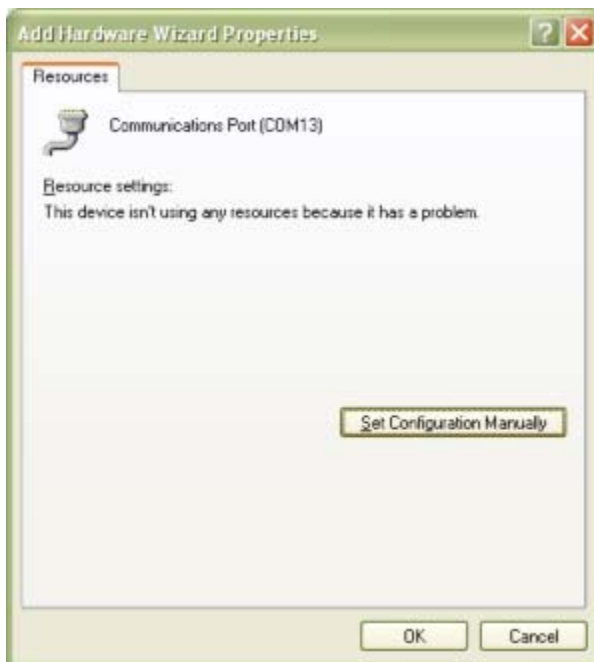 Add Hardware Wizard Properties
Resources
Communications Port (COM13)
Resource settings:
This device isn't using any resources because it has a problem.
Set Configuration Manually
OK Cancel